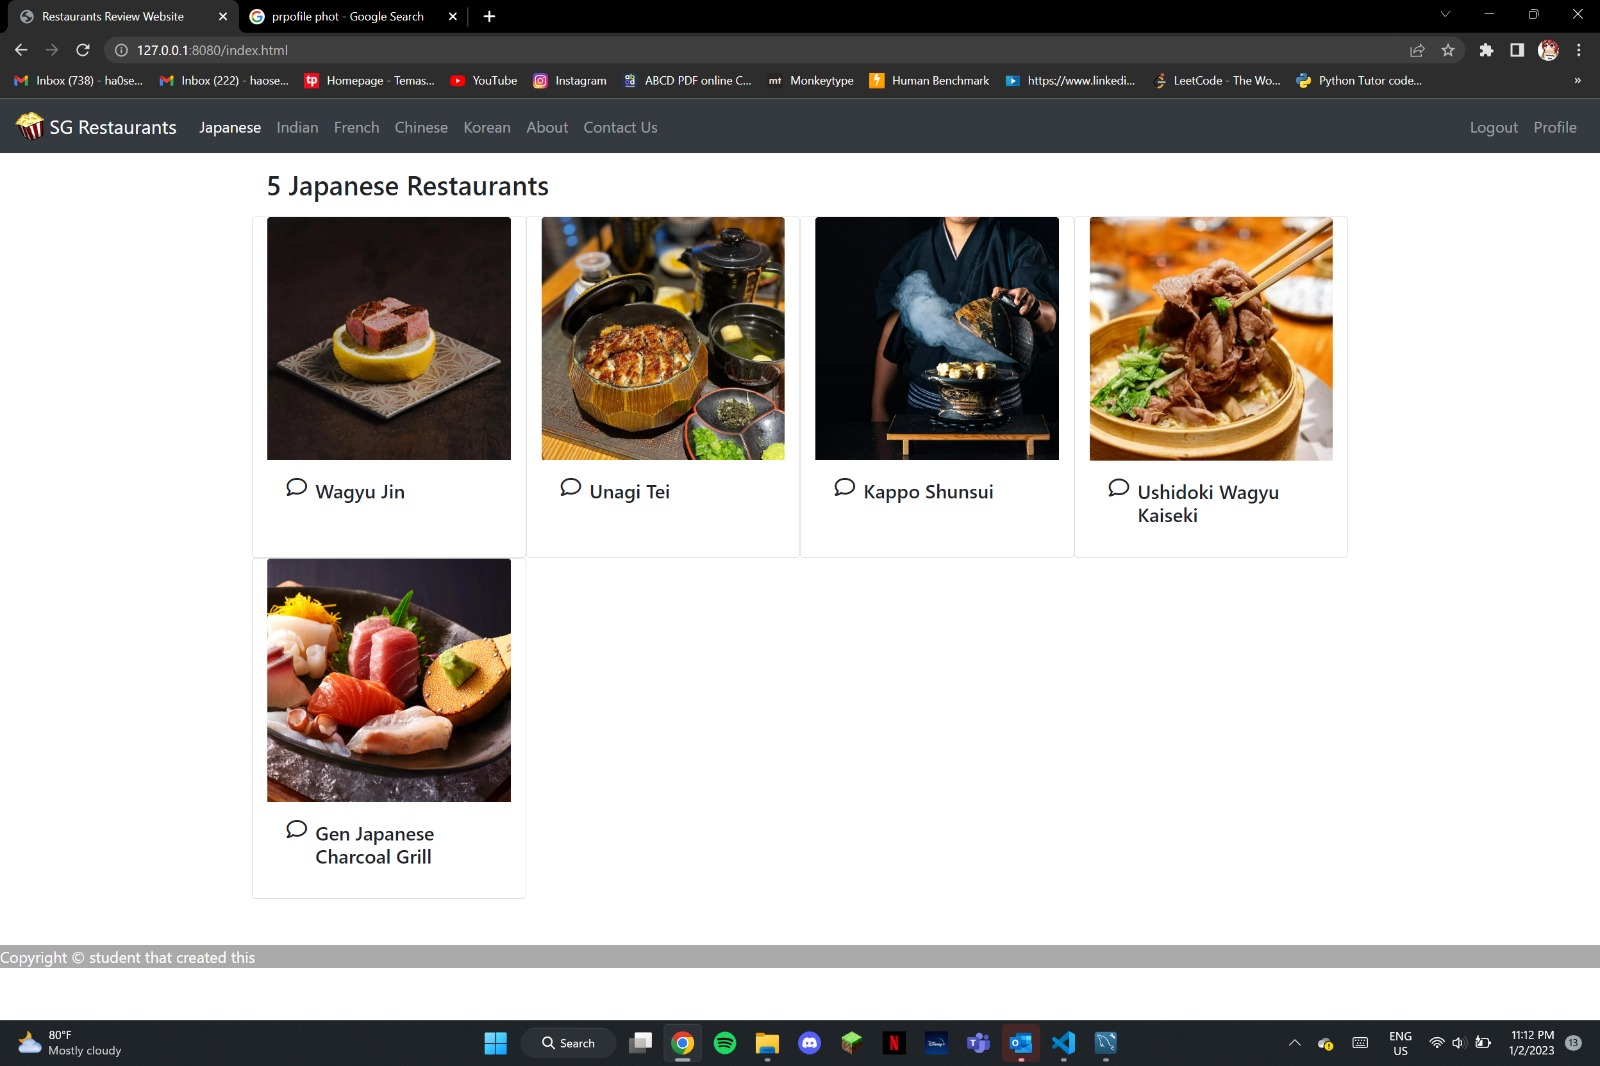 Restaurants Review Website
prpofile phot - Google Search
127.0.0.1:8080/index.html
Inbox (738) - ha0se...
Inbox (222) - haose...
tp Homepage - Temas...
YouTube
Instagram
ABCD PDF online C...
mt Monkeytype
Human Benchmark
https://www.linkedi...
LeetCode - The Wo...
Python Tutor code...
»
SG Restaurants Japanese Indian French Chinese Korean About Contact Us Logout Profile
5 Japanese Restaurants
Wagyu Jin
Unagi Tei
Kappo Shunsui
Ushidoki Wagyu
Kaiseki
Gen Japanese
Charcoal Grill
Copyright © student that created this
80°F
Mostly cloudy
Search
ENG
US
11:12 PM
1/2/2023
13